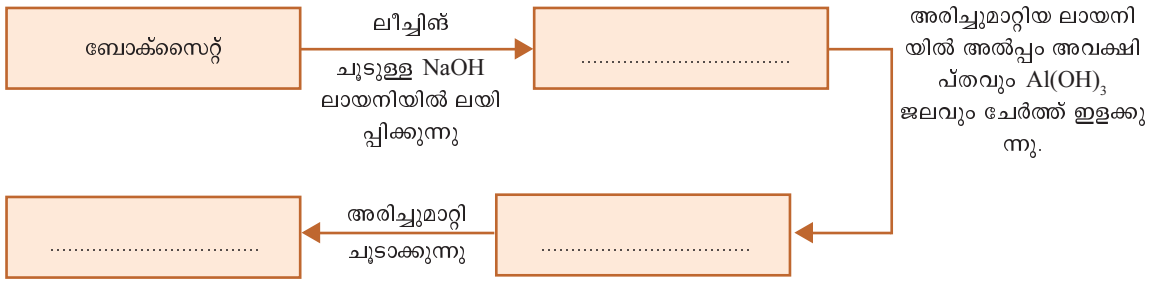 ബോക്സൈറ്റ്
ലീച്ചിങ്
ചൂടുള്ള NaOH
ലായനിയിൽ ലയി
പ്പിക്കുന്നു
................................
അരിച്ചുമാറ്റിയ ലായനി
യിൽ അൽപ്പം അവക്ഷി
പ്തവും Al(OH)₃
ജലവും ചേർത്ത് ഇളക്കു
ന്നു.
................................
അരിച്ചുമാറ്റി
ചൂടാക്കുന്നു
................................